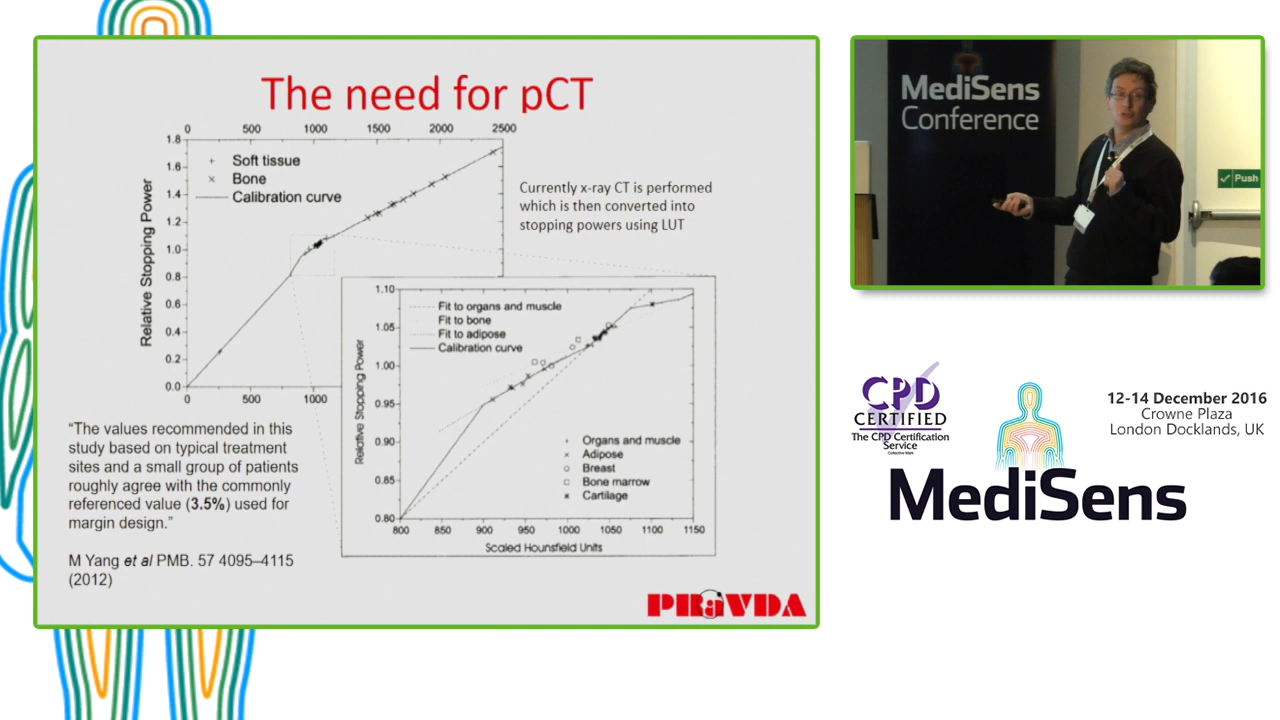 The need for pCT
0 500 1000 1500 2000 2500
1.8
1.6
1.4
1.2
1.0
0.8
0.6
0.4
0.2
0.0
Relative Stopping Power
Soft tissue
Bone
Calibration curve
0 500 1000
Currently x-ray CT is performed
which is then converted into
stopping powers using LUT
1.10
1.05
1.00
0.95
0.90
0.85
0.80
Relative Stopping Power
Fit to organs and muscle
Fit to bone
Fit to adipose
Calibration curve
Organs and muscle
Adipose
Breast
Bone marrow
Cartilage
800 850 900 950 1000 1050 1100 1150
Scaled Hounsfield Units
“The values recommended in this
study based on typical treatment
sites and a small group of patients
roughly agree with the commonly
referenced value (3.5%) used for
margin design.”
M Yang et al PMB. 57 4095–4115
(2012)
PRaVDA
MediSens
Conference
Push
CPD
CERTIFIED
The CPD Certification
Service
Collective Mark
12-14 December 2016
Crowne Plaza
London Docklands, UK
MediSens